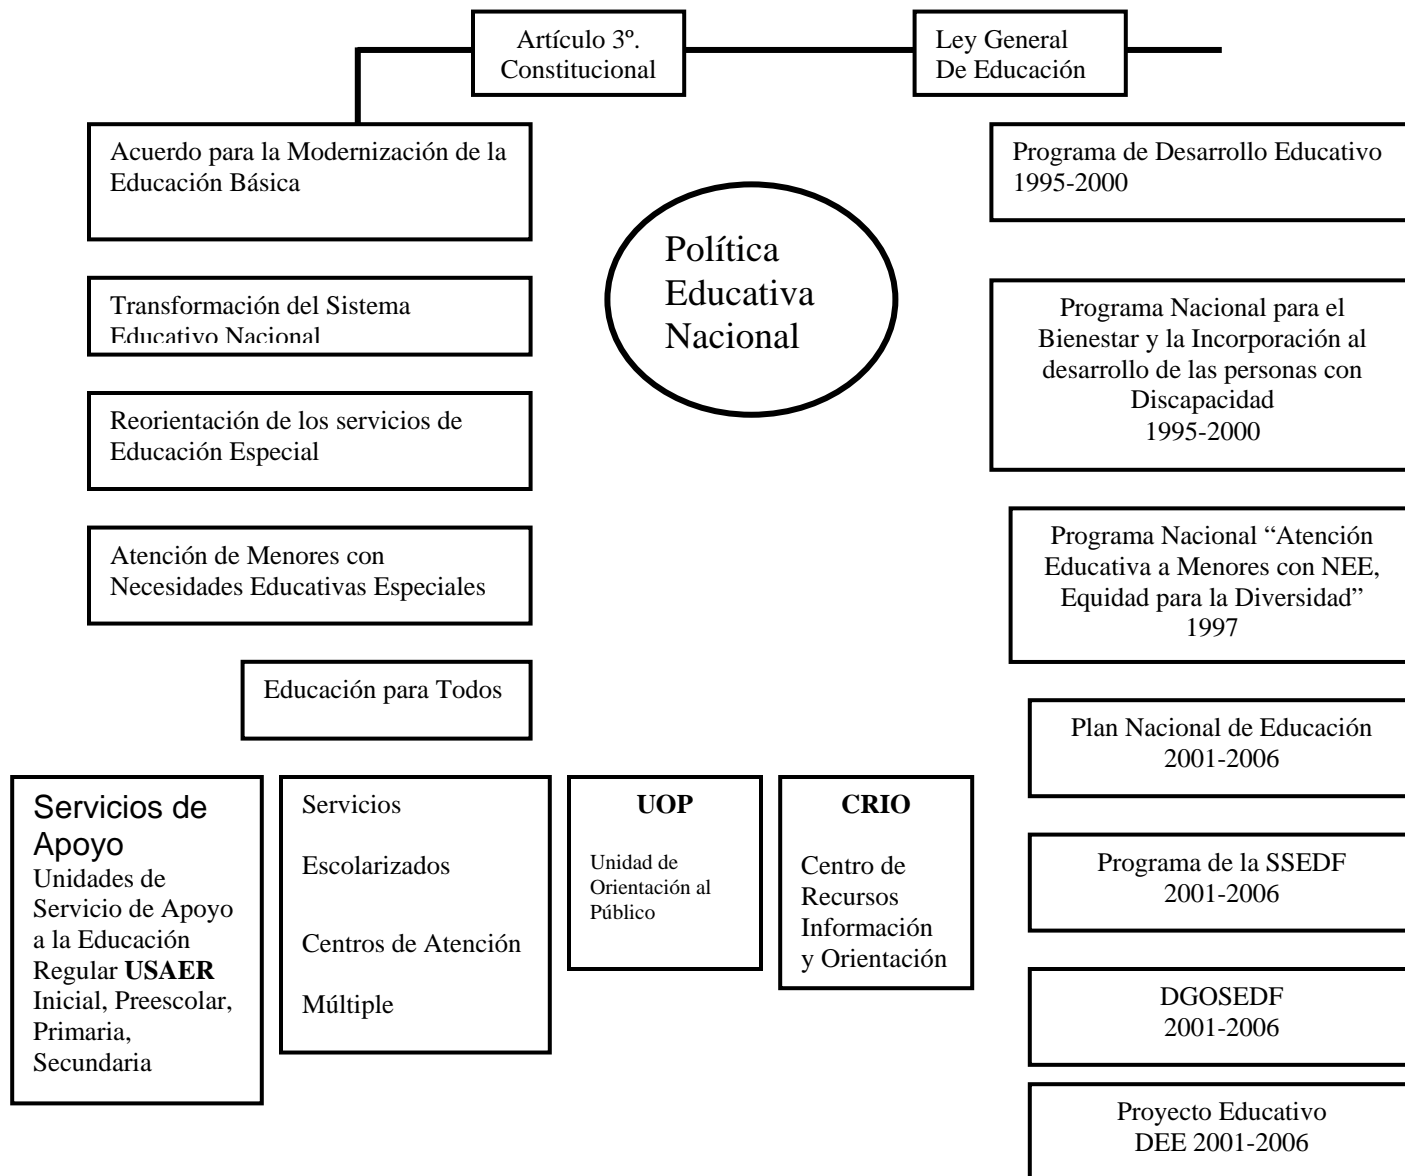 Artículo 3º.
Constitucional
Ley General
De Educación
Acuerdo para la Modernización de la
Educación Básica
Transformación del Sistema
Educativo Nacional
Reorientación de los servicios de
Educación Especial
Atención de Menores con
Necesidades Educativas Especiales
Educación para Todos
Política
Educativa
Nacional
Programa de Desarrollo Educativo
1995-2000
Programa Nacional para el
Bienestar y la Incorporación al
desarrollo de las personas con
Discapacidad
1995-2000
Programa Nacional “Atención
Educativa a Menores con NEE,
Equidad para la Diversidad”
1997
Plan Nacional de Educación
2001-2006
Programa de la SSEDF
2001-2006
DGOSEDF
2001-2006
Proyecto Educativo
DEE 2001-2006
Servicios de
Apoyo
Unidades de
Servicio de Apoyo
a la Educación
Regular USAER
Inicial, Preescolar,
Primaria,
Secundaria
Servicios
Escolarizados
Centros de Atención
Múltiple
UOP
Unidad de
Orientación al
Público
CRIO
Centro de
Recursos
Información
y Orientación